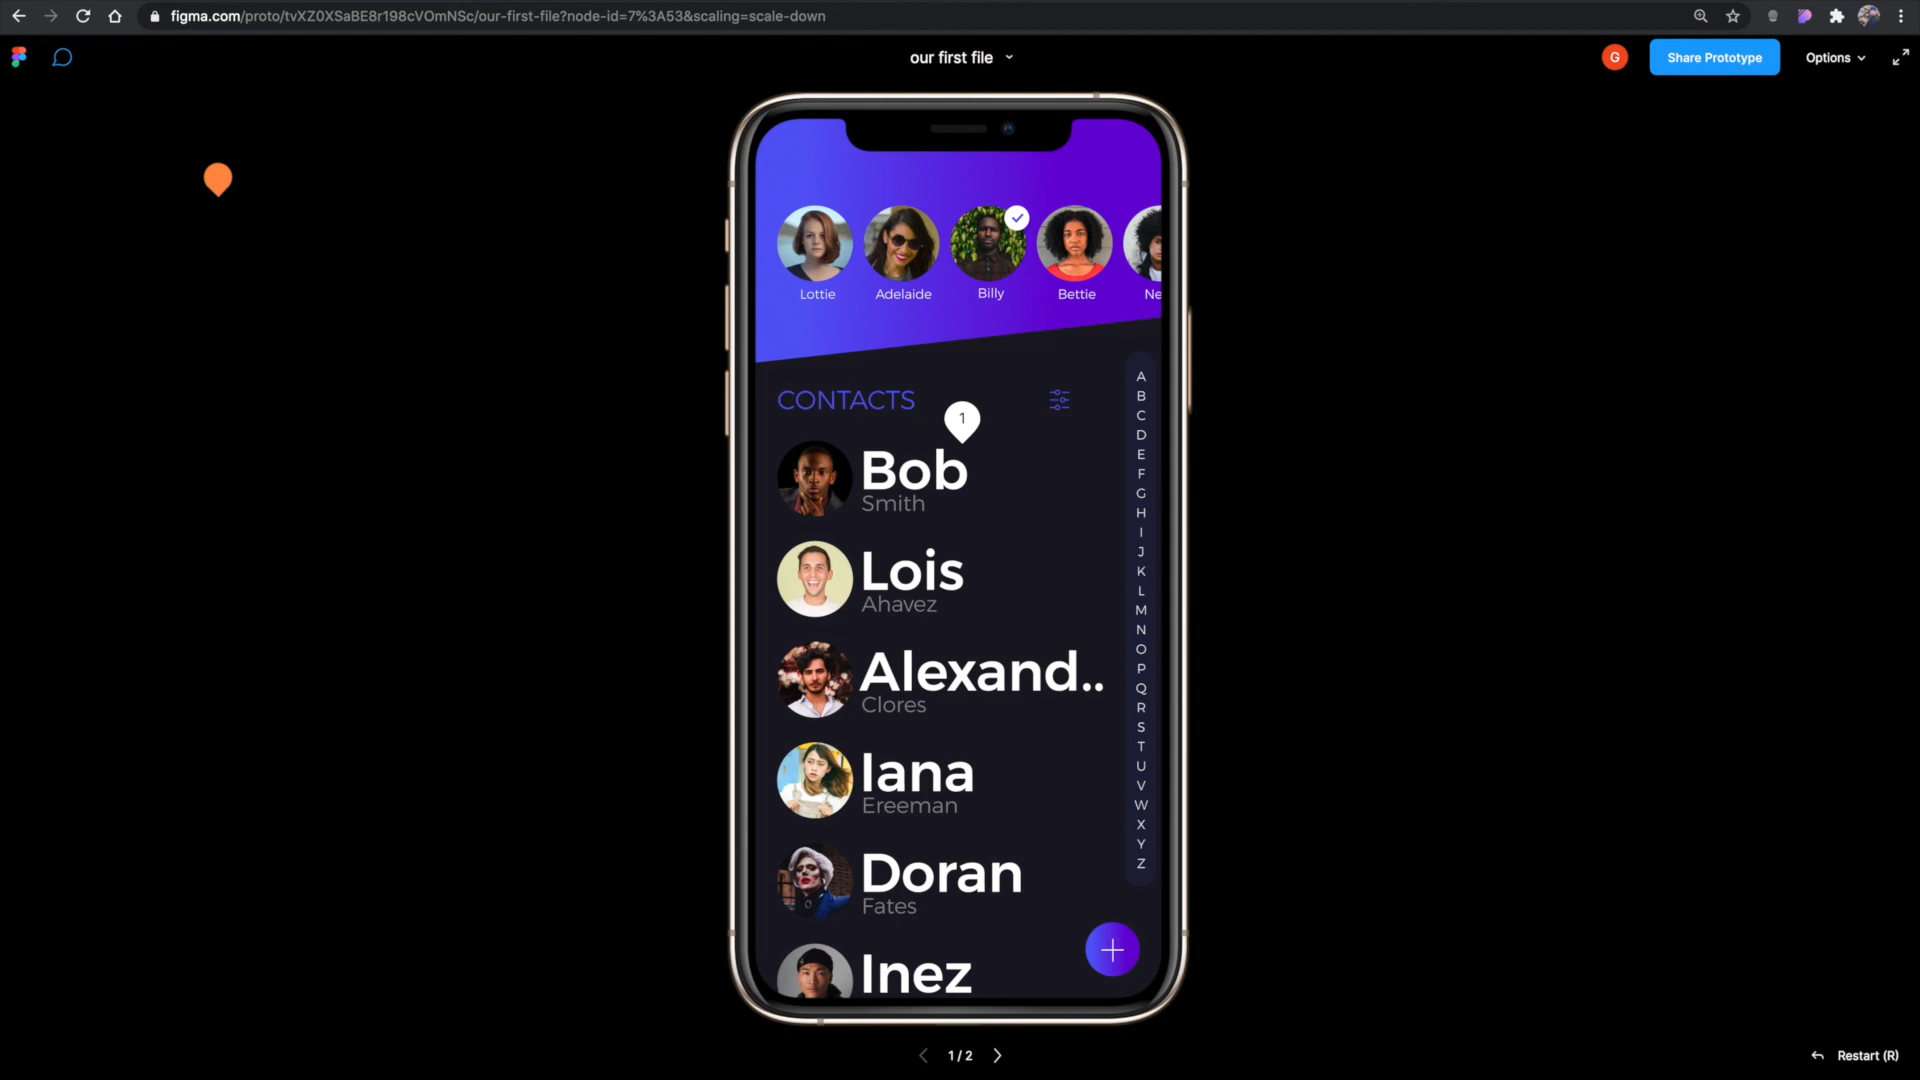 figma.com/proto/tvXZ0XSaBE8r198cVOmNSc/our-first-file?node-id=7%3A53&scaling=scale-down
our first file
G
Share Prototype
Options
Lottie
Adelaide
Billy
Bettie
Ne
CONTACTS
1
Bob
Smith
Lois
Ahavez
Alexand..
Clores
Iana
Ereeman
Doran
Fates
Inez
A
B
C
D
E
F
G
H
I
J
K
L
M
N
O
P
Q
R
S
T
U
V
W
X
Y
Z
1 / 2
Restart (R)